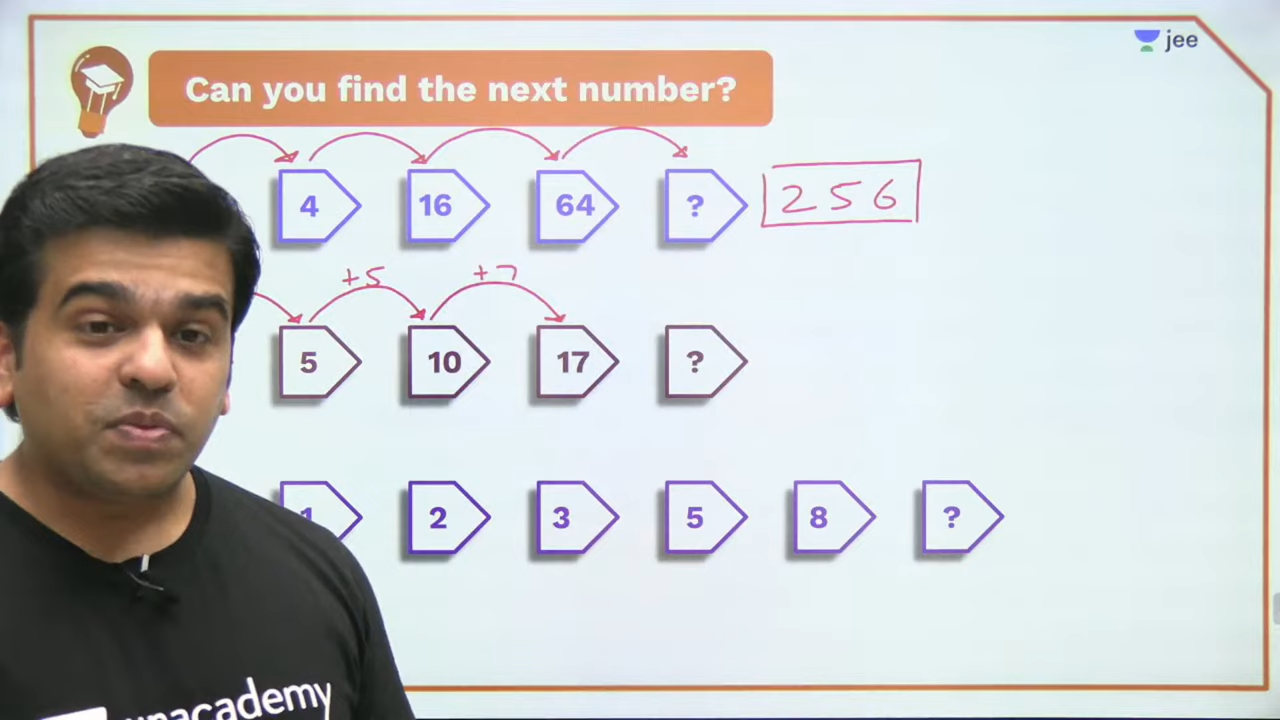 jee
Can you find the next number?
4 16 64 ? 256
+5 +7
5 10 17 ?
1 2 3 5 8 ?
unacademy